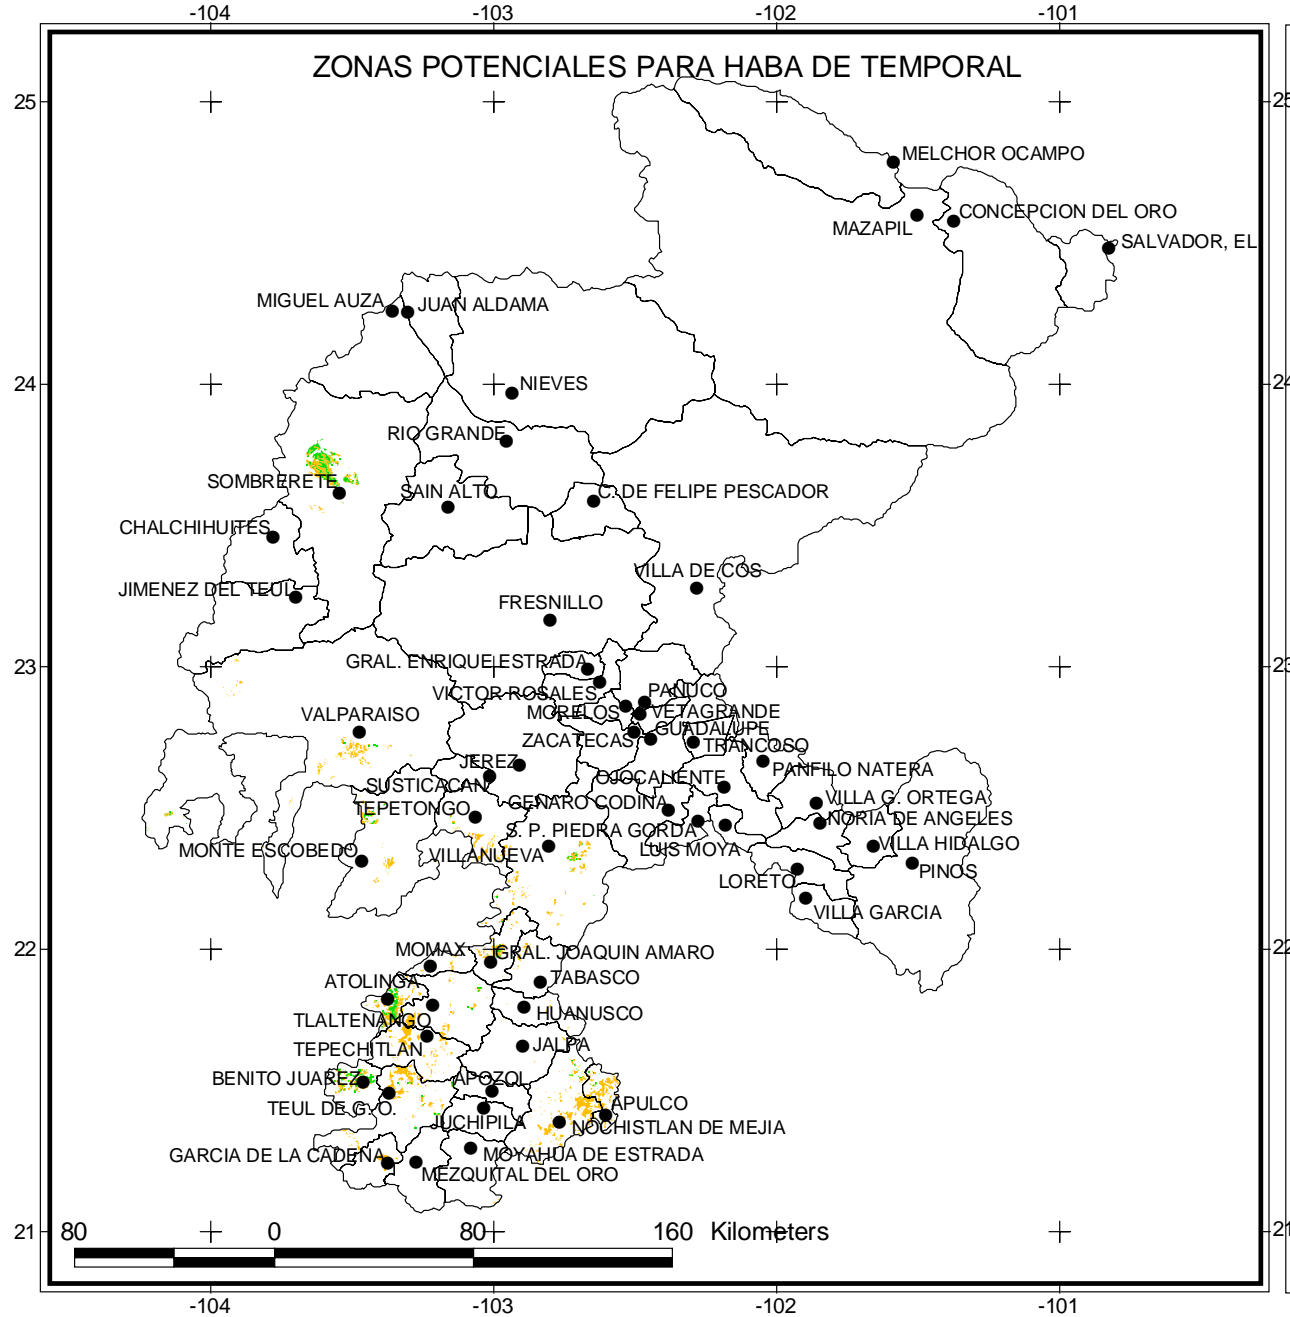 -104 -103 -102 -101
ZONAS POTENCIALES PARA HABA DE TEMPORAL
25 25
MELCHOR OCAMPO
CONCEPCION DEL ORO
MAZAPIL
SALVADOR, EL
MIGUEL AUZA
JUAN ALDAMA
24 24
NIEVES
RIO GRANDE
SOMBRERETE
SAIN ALTO
C. DE FELIPE PESCADOR
CHALCHIHUITES
VILLA DE COS
JIMENEZ DEL TEUL
FRESNILLO
23 23
GRAL. ENRIQUE ESTRADA
VICTOR ROSALES
PANUCO
VALPARAISO
MORELOS
VETAGRANDE
GUADALUPE
ZACATECAS
TRANCOSO
JEREZ
PANFILO NATERA
SUSTICACAN
OJOCALIENTE
TEPETONGO
GENARO CODINA
VILLA G. ORTEGA
NORIA DE ANGELES
S. P. PIEDRA GORDA
MONTE ESCOBEDO
VILLANUEVA
LUIS MOYA
VILLA HIDALGO
PINOS
LORETO
VILLA GARCIA
22 22
MOMAX
GRAL. JOAQUIN AMARO
ATOLINGA
TABASCO
TLALTENANGO
HUANUSCO
TEPECHITLAN
JALPA
BENITO JUAREZ
APOZOL
TEUL DE G. O.
APULCO
JUCHIPILA
NOCHISTLAN DE MEJIA
GARCIA DE LA CADENA
MOYAHUA DE ESTRADA
MEZQUITAL DEL ORO
21 21
80 0 80 160 Kilometers
-104 -103 -102 -101